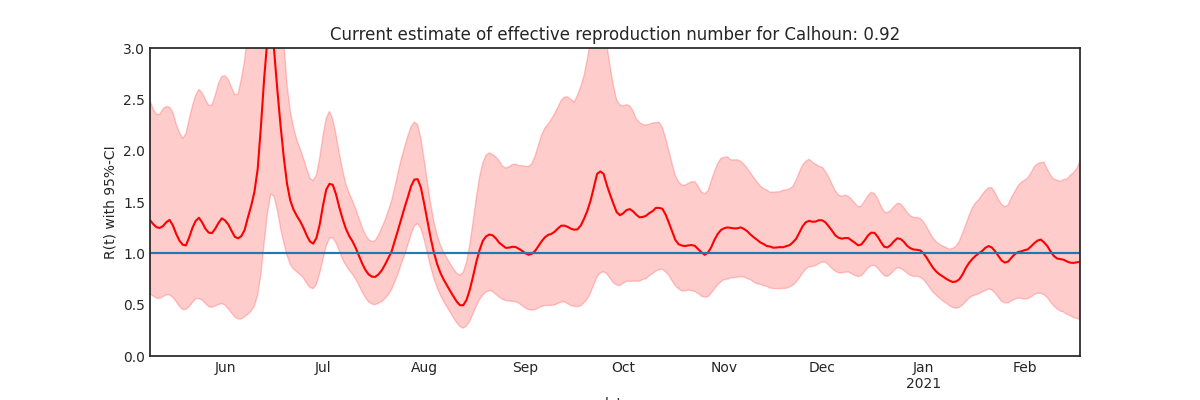 Current estimate of effective reproduction number for Calhoun: 0.92
R(t) with 95%-CI
3.0
2.5
2.0
1.5
1.0
0.5
0.0
Jun Jul Aug Sep Oct Nov Dec Jan Feb
2021